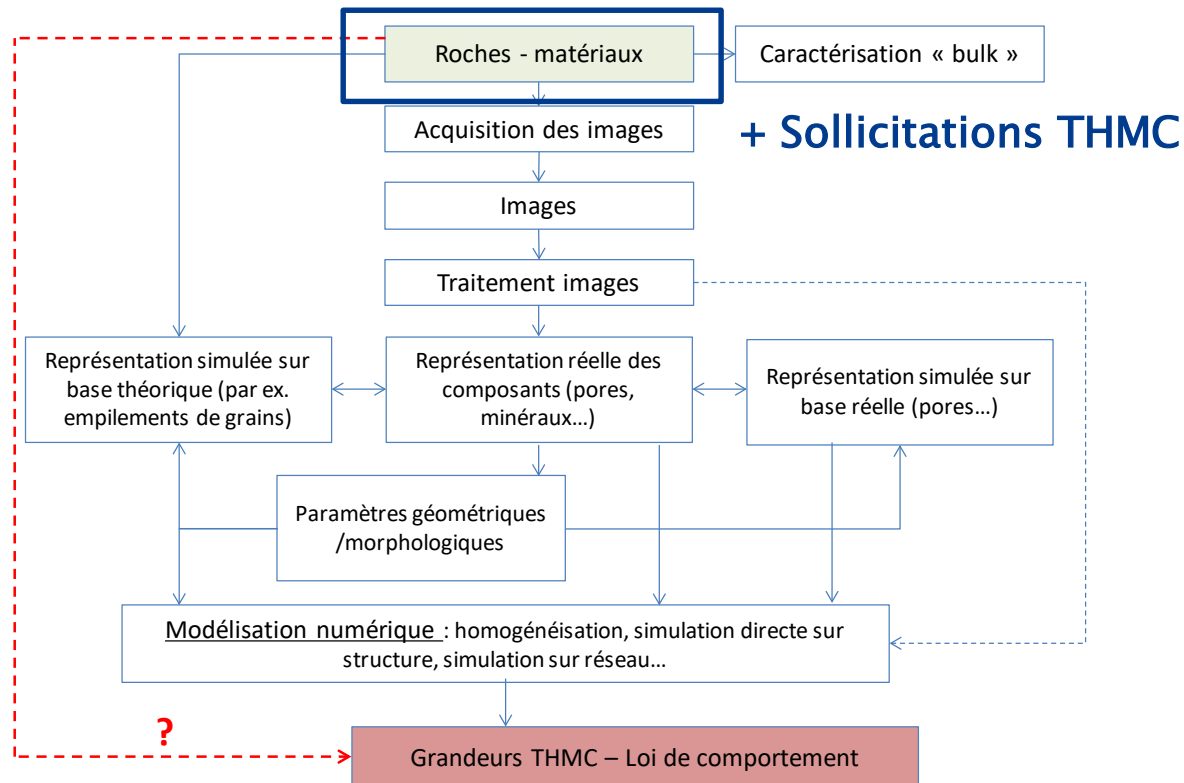 Roches - matériaux
Caractérisation « bulk »
Acquisition des images
+ Sollicitations THMC
Images
Traitement images
Représentation simulée sur
base théorique (par ex.
empilements de grains)
Représentation réelle des
composants (pores,
minéraux…)
Représentation simulée sur
base réelle (pores…)
Paramètres géométriques
/morphologiques
Modélisation numérique : homogénéisation, simulation directe sur
structure, simulation sur réseau…
?
Grandeurs THMC – Loi de comportement